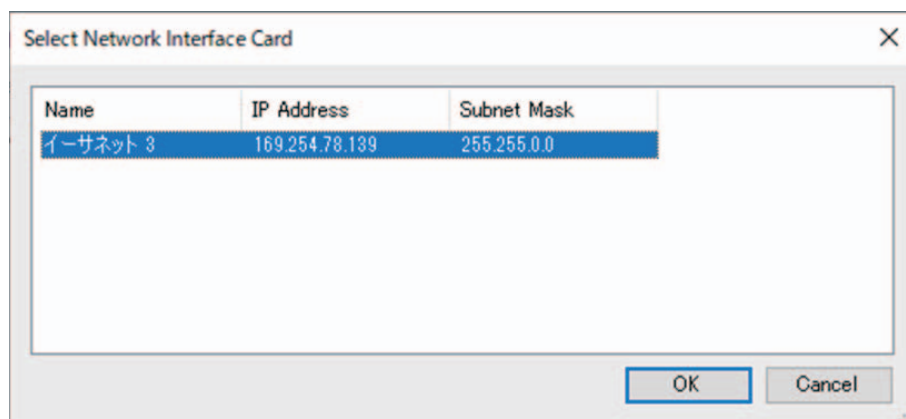 Select Network Interface Card
Name IP Address Subnet Mask
イーサネット 3 169.254.78.139 255.255.0.0
OK Cancel